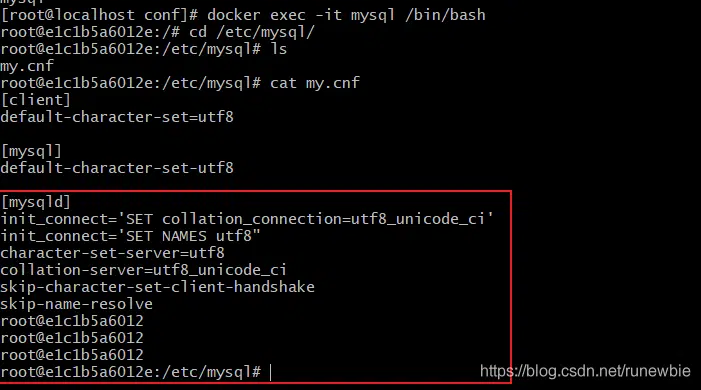 mysql
[root@localhost conf]# docker exec -it mysql /bin/bash
root@e1c1b5a6012e:/# cd /etc/mysql/
root@e1c1b5a6012e:/etc/mysql# ls
my.cnf
root@e1c1b5a6012e:/etc/mysql# cat my.cnf
[client]
default-character-set=utf8
[mysql]
default-character-set-utf8
[mysqld]
init_connect='SET collation_connection=utf8_unicode_ci'
init_connect='SET NAMES utf8"
character-set-server=utf8
collation-server=utf8_unicode_ci
skip-character-set-client-handshake
skip-name-resolve
root@e1c1b5a6012
root@e1c1b5a6012
root@e1c1b5a6012
root@e1c1b5a6012e:/etc/mysql#
https://blog.csdn.net/runewbie